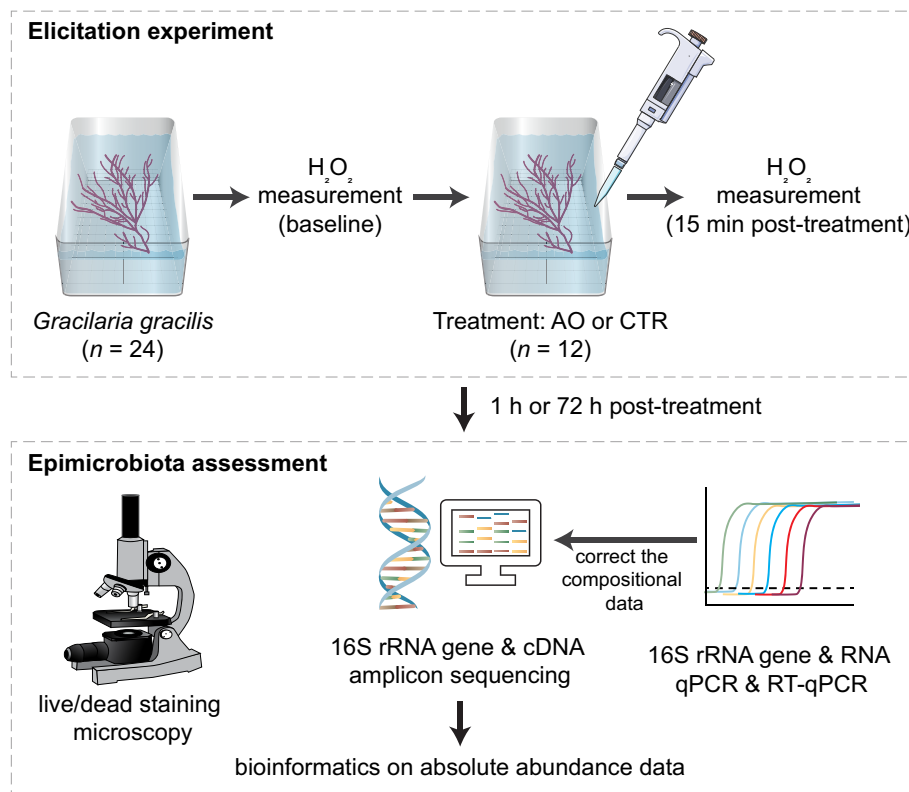 Elicitation experiment
H2O2
measurement
(baseline)
H2O2
measurement
(15 min post-treatment)
Gracilaria gracilis
(n = 24)
Treatment: AO or CTR
(n = 12)
1 h or 72 h post-treatment
Epimicrobiota assessment
correct the
compositional
data
live/dead staining
microscopy
16S rRNA gene & cDNA
amplicon sequencing
16S rRNA gene & RNA
qPCR & RT-qPCR
bioinformatics on absolute abundance data